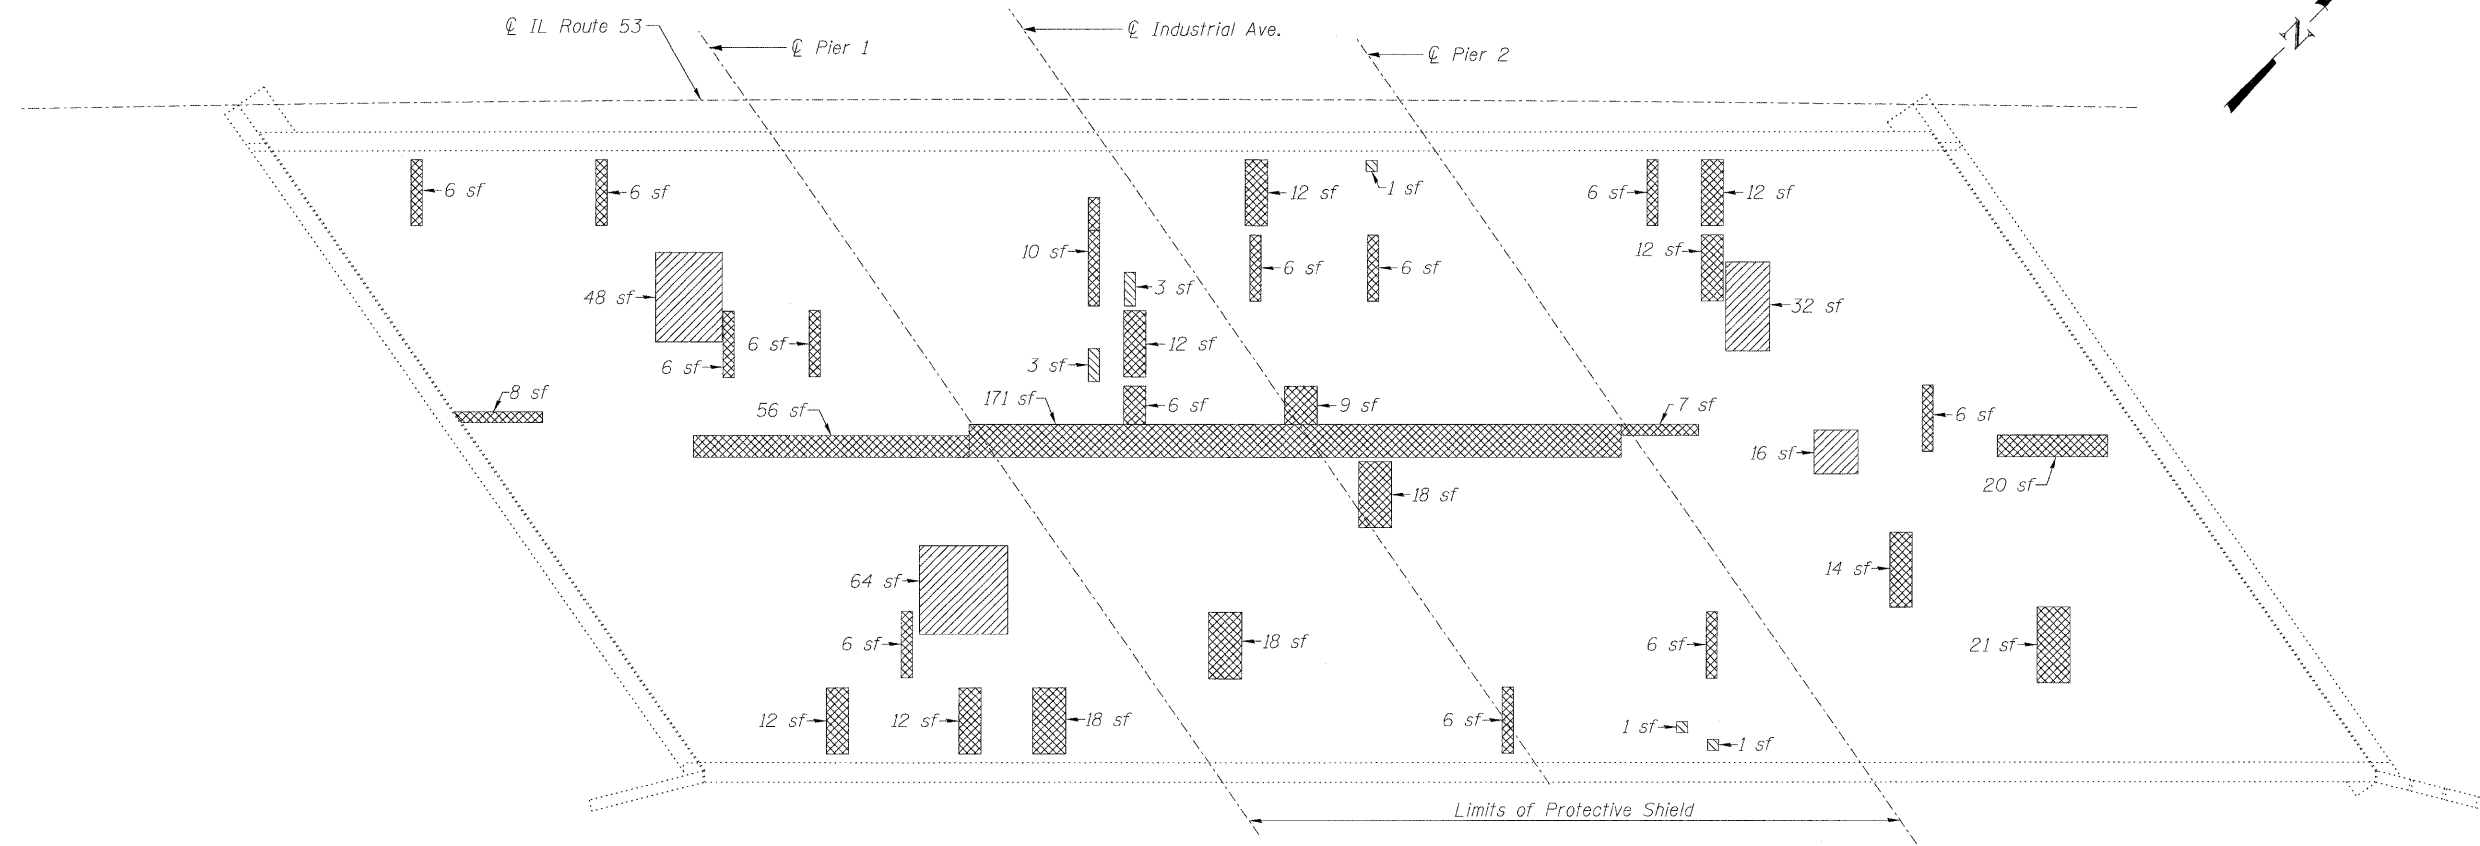 ℄ IL Route 53
℄ Pier 1
℄ Industrial Ave.
℄ Pier 2
N
6 sf
6 sf
12 sf
1 sf
6 sf
12 sf
10 sf
12 sf
6 sf
6 sf
3 sf
48 sf
32 sf
6 sf
12 sf
6 sf
3 sf
8 sf
171 sf
56 sf
6 sf
9 sf
7 sf
6 sf
16 sf
20 sf
18 sf
14 sf
64 sf
6 sf
18 sf
6 sf
21 sf
12 sf
12 sf
18 sf
6 sf
1 sf
1 sf
Limits of Protective Shield